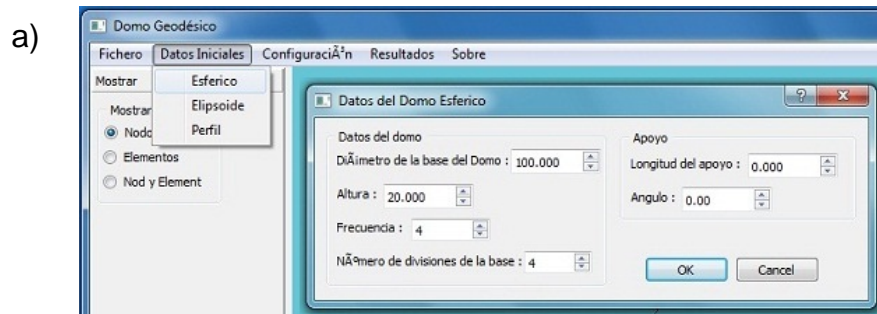 a)
Domo Geodésico
Fichero Datos Iniciales ConfiguraciÃ³n Resultados Sobre
Mostrar
Esferico
Elipsoide
Perfil
Mostrar
Elementos
Nod y Element
Datos del Domo Esferico
Datos del domo
DiÃ¡metro de la base del Domo : 100.000
Altura : 20.000
Frecuencia : 4
NÃºmero de divisiones de la base : 4
Apoyo
Longitud del apoyo : 0.000
Angulo : 0.00
OK Cancel